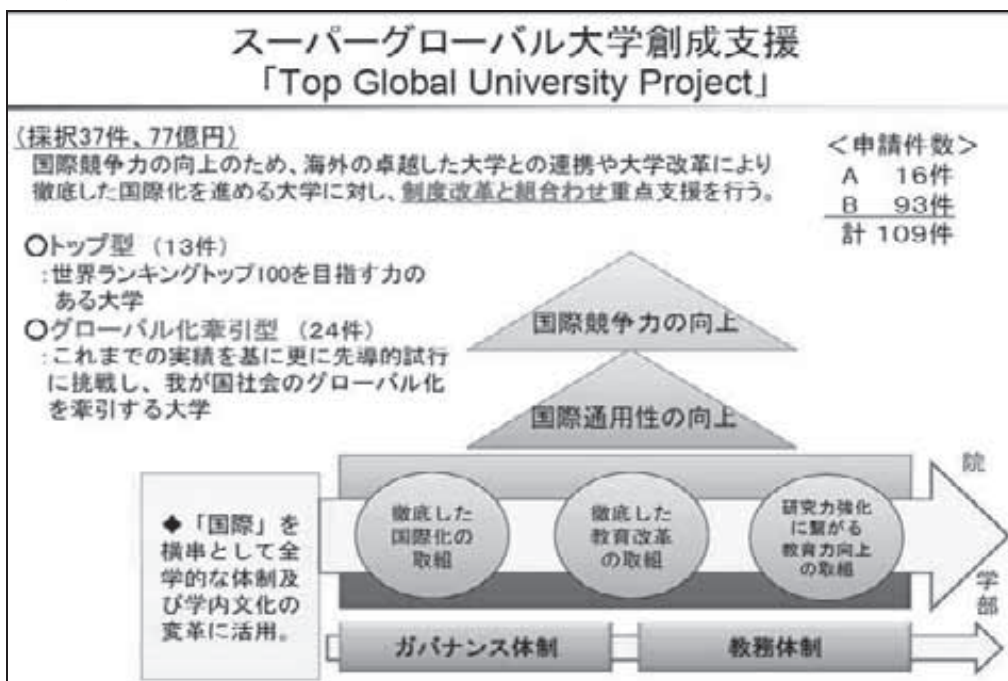 スーパーグローバル大学創成支援
「Top Global University Project」
(採択37件、77億円)
国際競争力の向上のため、海外の卓越した大学との連携や大学改革により
徹底した国際化を進める大学に対し、制度改革と組合わせ重点支援を行う。
＜申請件数＞
A 16件
B 93件
計 109件
○トップ型 (13件)
：世界ランキングトップ100を目指す力の
ある大学
○グローバル化牽引型 (24件)
：これまでの実績を基に更に先導的試行
に挑戦し、我が国社会のグローバル化
を牽引する大学
国際競争力の向上
国際通用性の向上
◆「国際」を
横串として全
学的な体制及
び学内文化の
変革に活用。
徹底した
国際化の
取組
徹底した
教育改革
の取組
研究力強化
に繋がる
教育力向上
の取組
院
学部
ガバナンス体制
教務体制